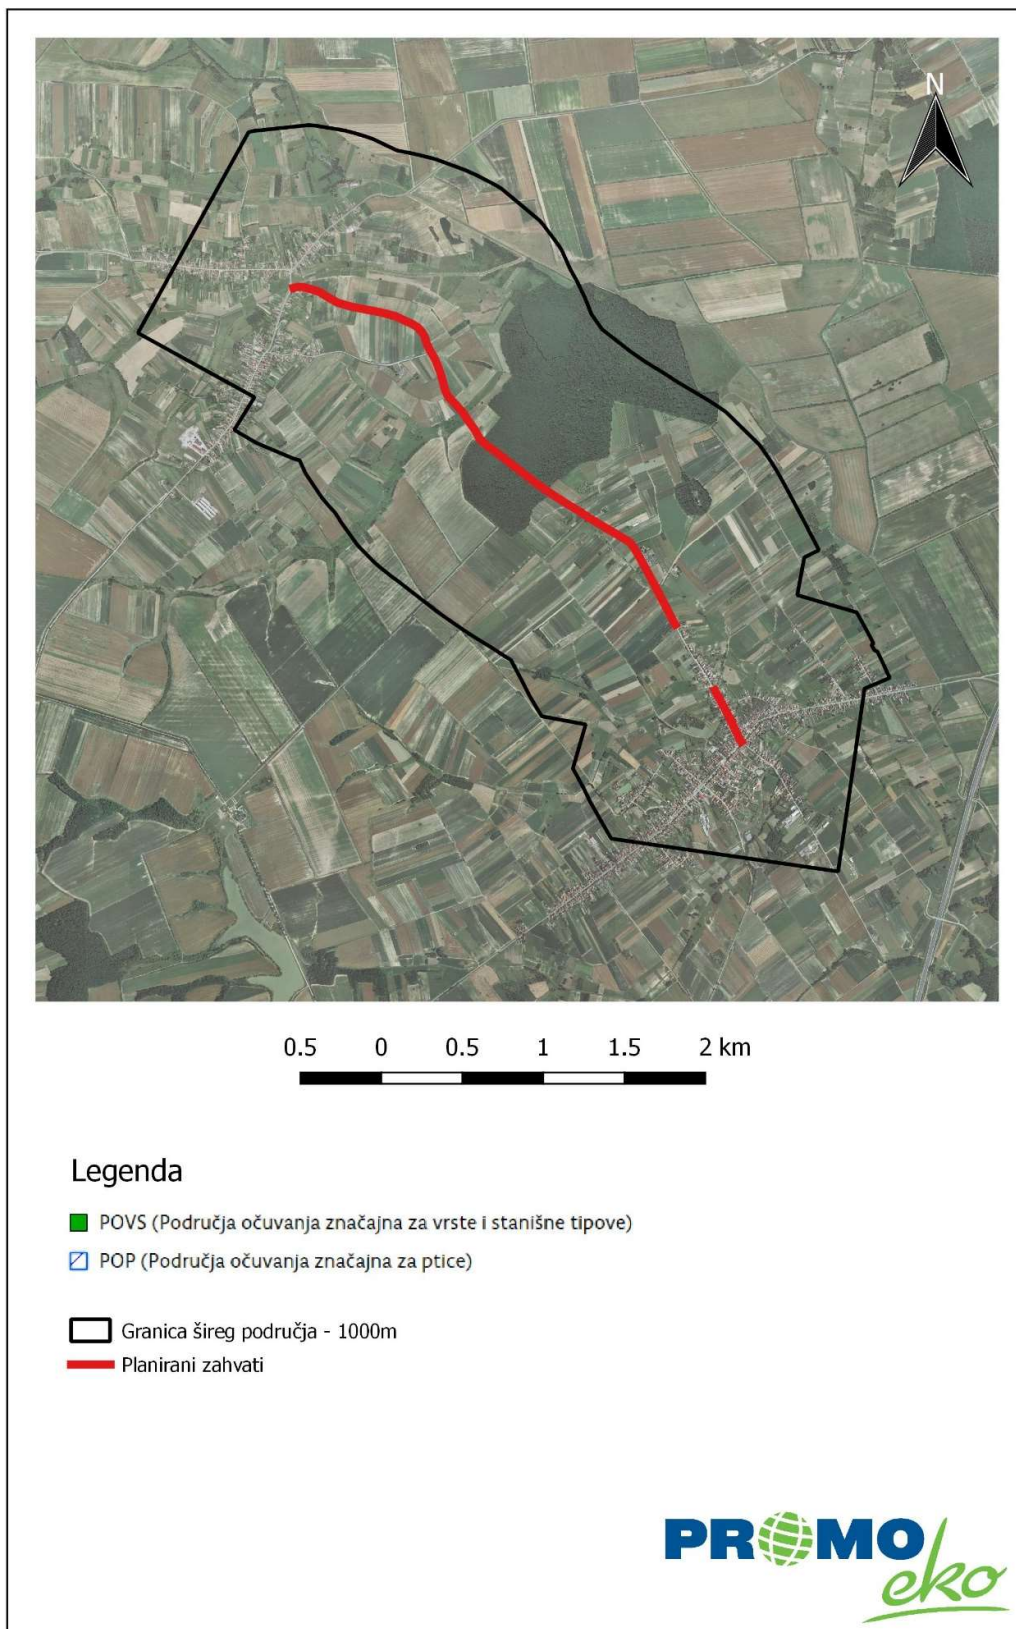 N
0.5 0 0.5 1 1.5 2 km
Legenda
POVS (Područja očuvanja značajna za vrste i stanišne tipove)
POP (Područja očuvanja značajna za ptice)
Granica šireg područja - 1000m
Planirani zahvati
PROMO
eko